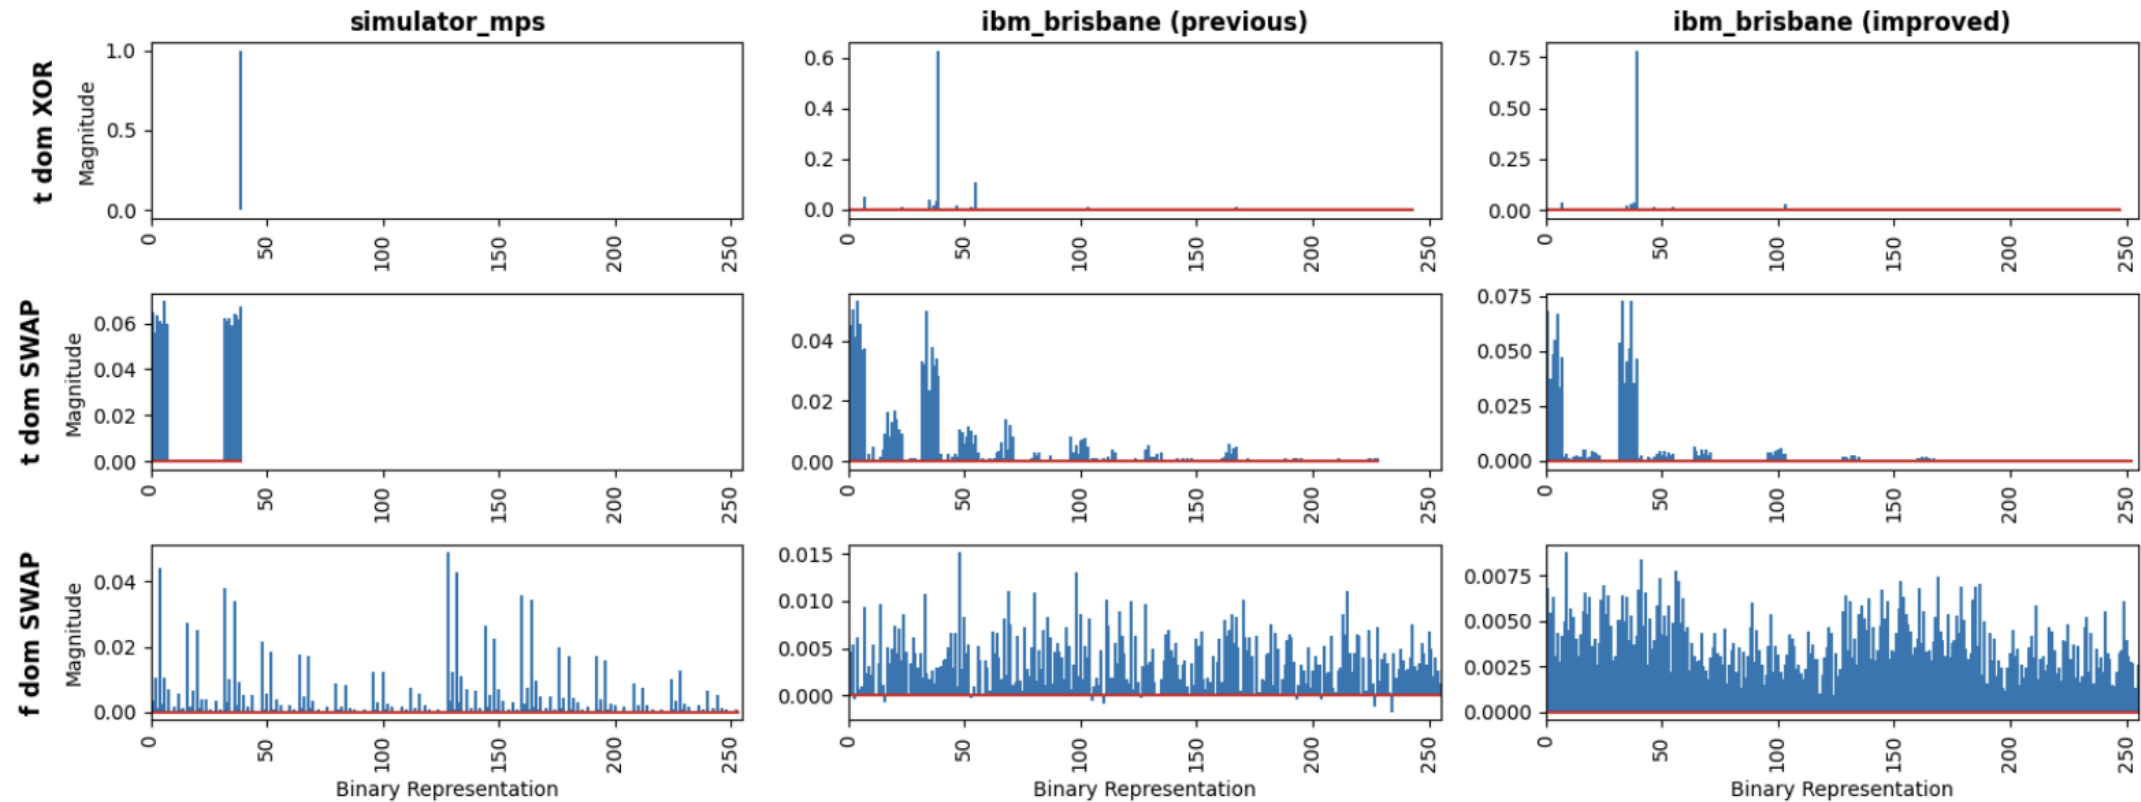 simulator_mps
ibm_brisbane (previous)
ibm_brisbane (improved)
t dom XOR
Magnitude
1.0
0.5
0.0
0 50 100 150 200 250
0.6
0.4
0.2
0.0
0 50 100 150 200 250
0.75
0.50
0.25
0.00
0 50 100 150 200 250
t dom SWAP
Magnitude
0.06
0.04
0.02
0.00
0 50 100 150 200 250
0.04
0.02
0.00
0 50 100 150 200 250
0.075
0.050
0.025
0.000
0 50 100 150 200 250
f dom SWAP
Magnitude
0.04
0.02
0.00
0 50 100 150 200 250
Binary Representation
0.015
0.010
0.005
0.000
0 50 100 150 200 250
Binary Representation
0.0075
0.0050
0.0025
0.0000
0 50 100 150 200 250
Binary Representation